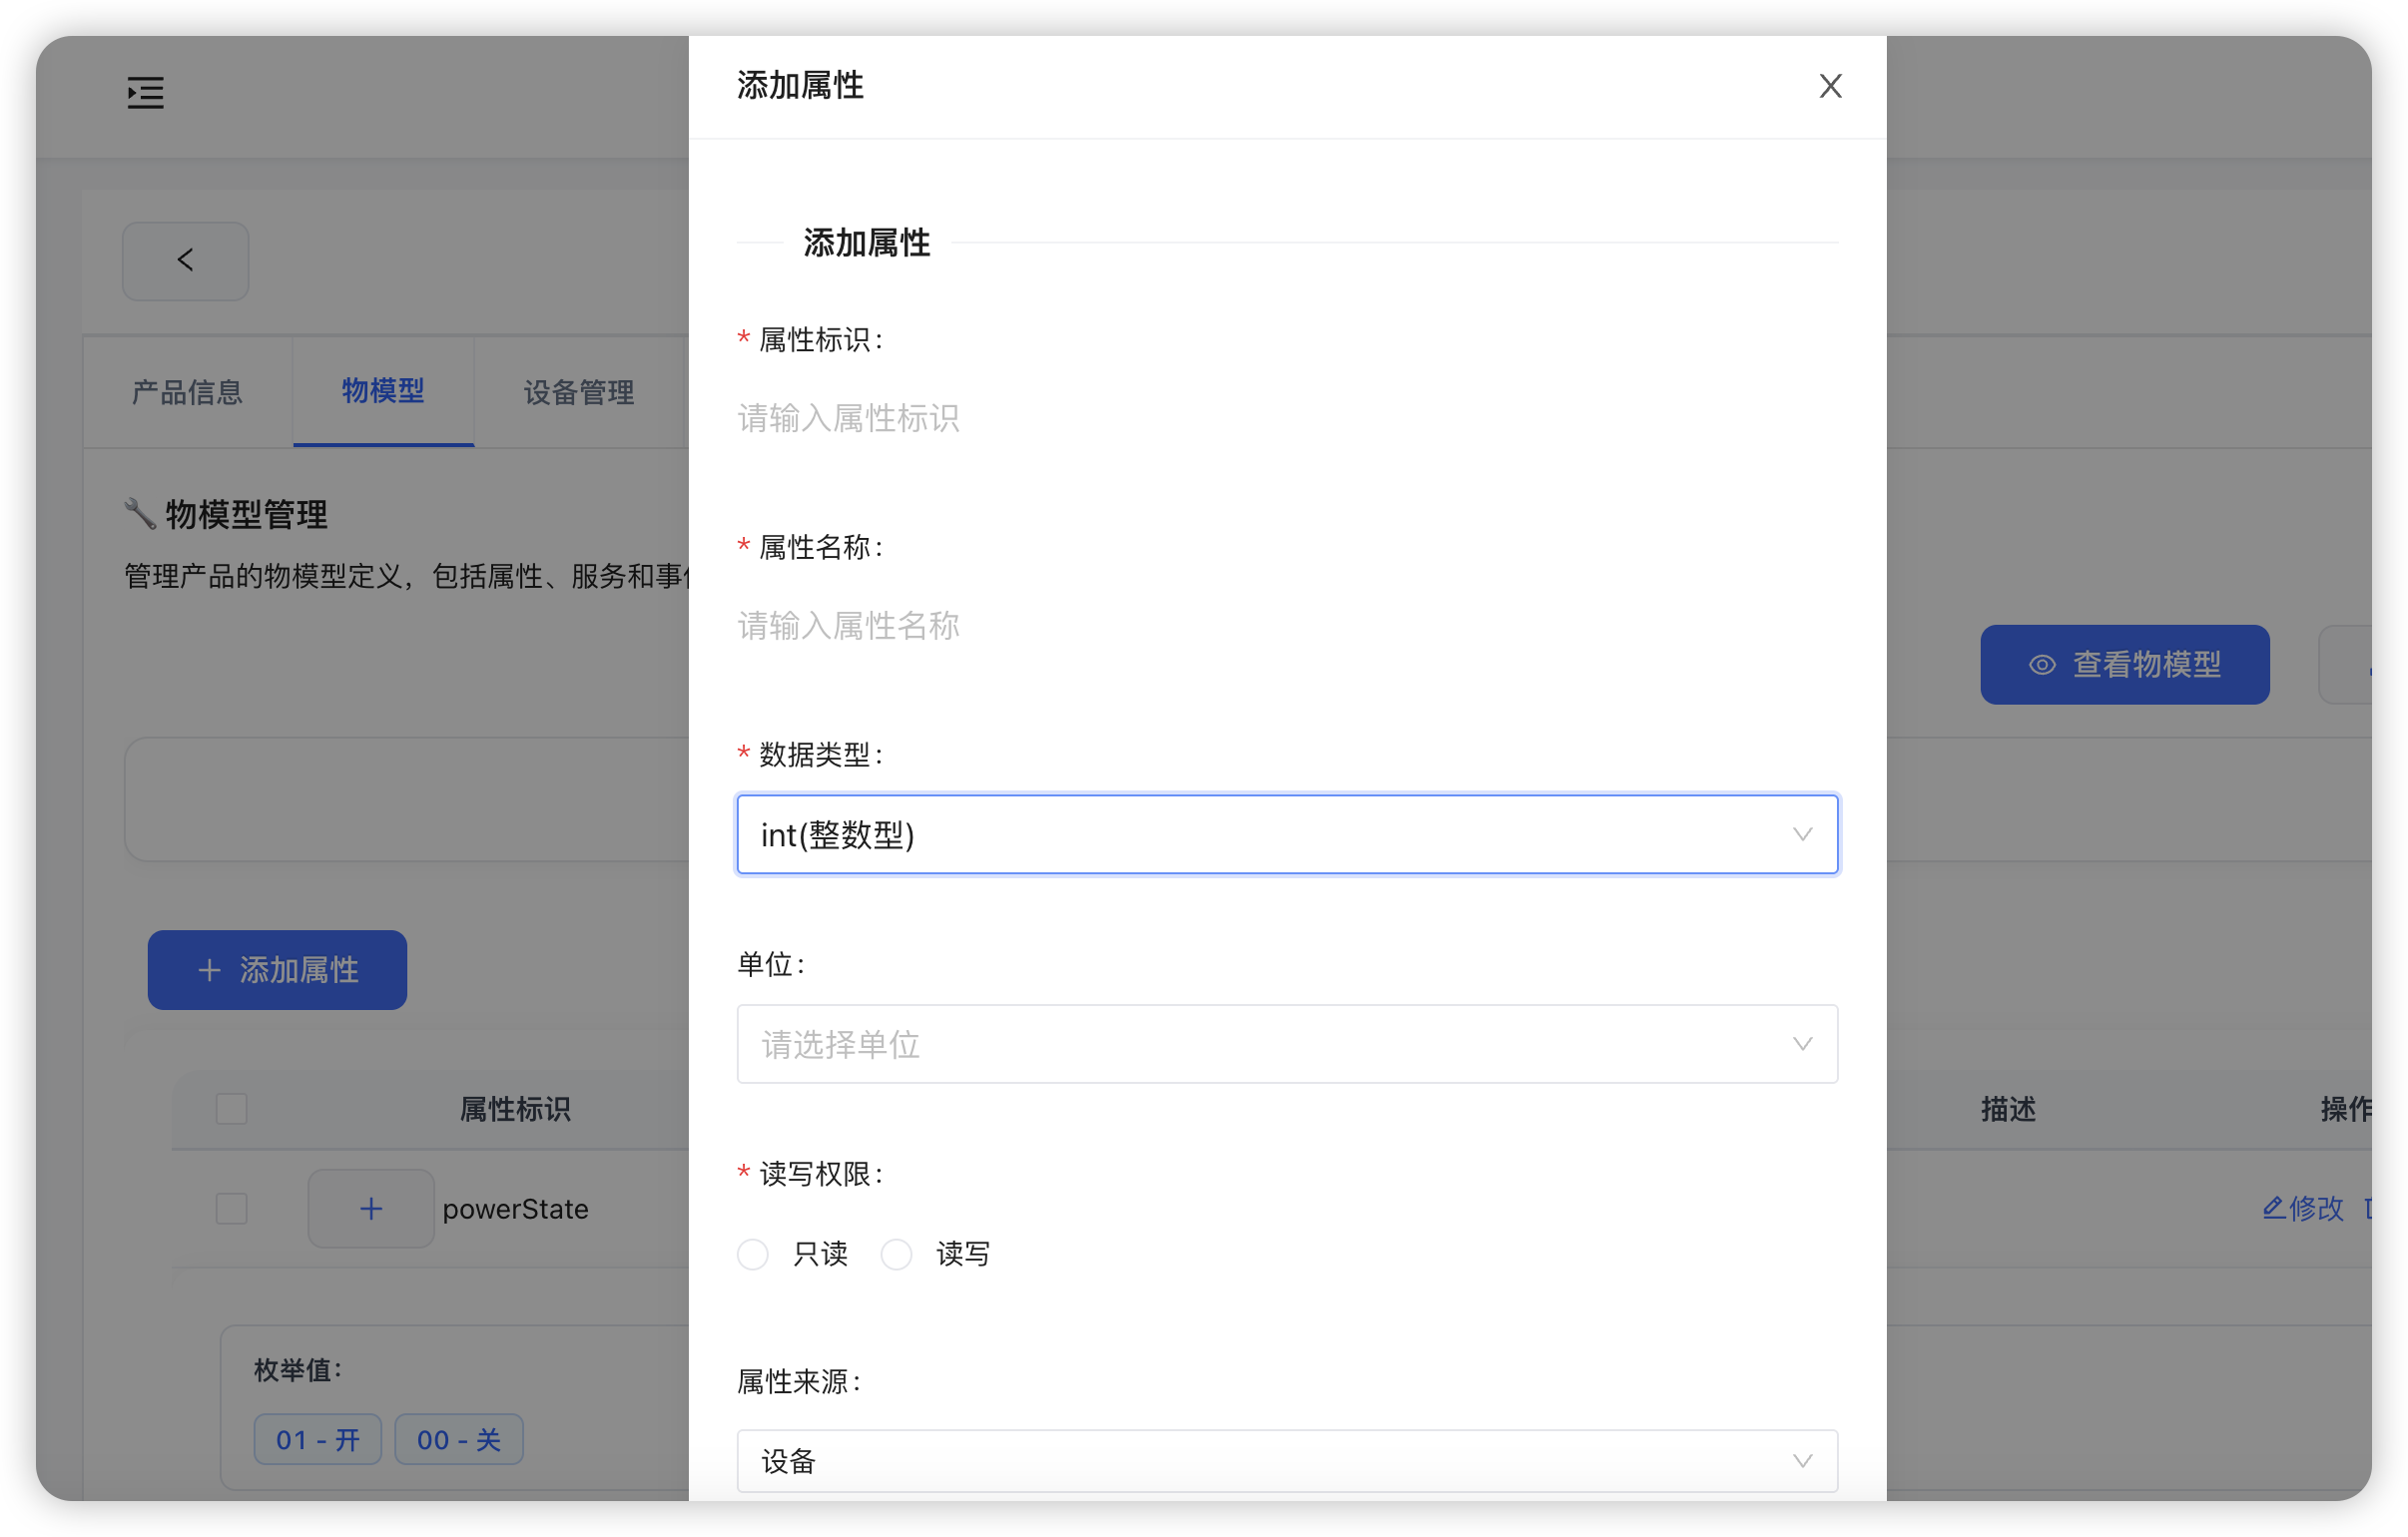 添加属性
添加属性
* 属性标识:
请输入属性标识
* 属性名称:
请输入属性名称
* 数据类型:
int(整数型)
单位:
请选择单位
* 读写权限:
只读 读写
属性来源:
设备
产品信息 物模型 设备管理
物模型管理
管理产品的物模型定义，包括属性、服务和事
查看物模型
添加属性
属性标识 描述 操作
powerState 修改
枚举值:
01 - 开 00 - 关